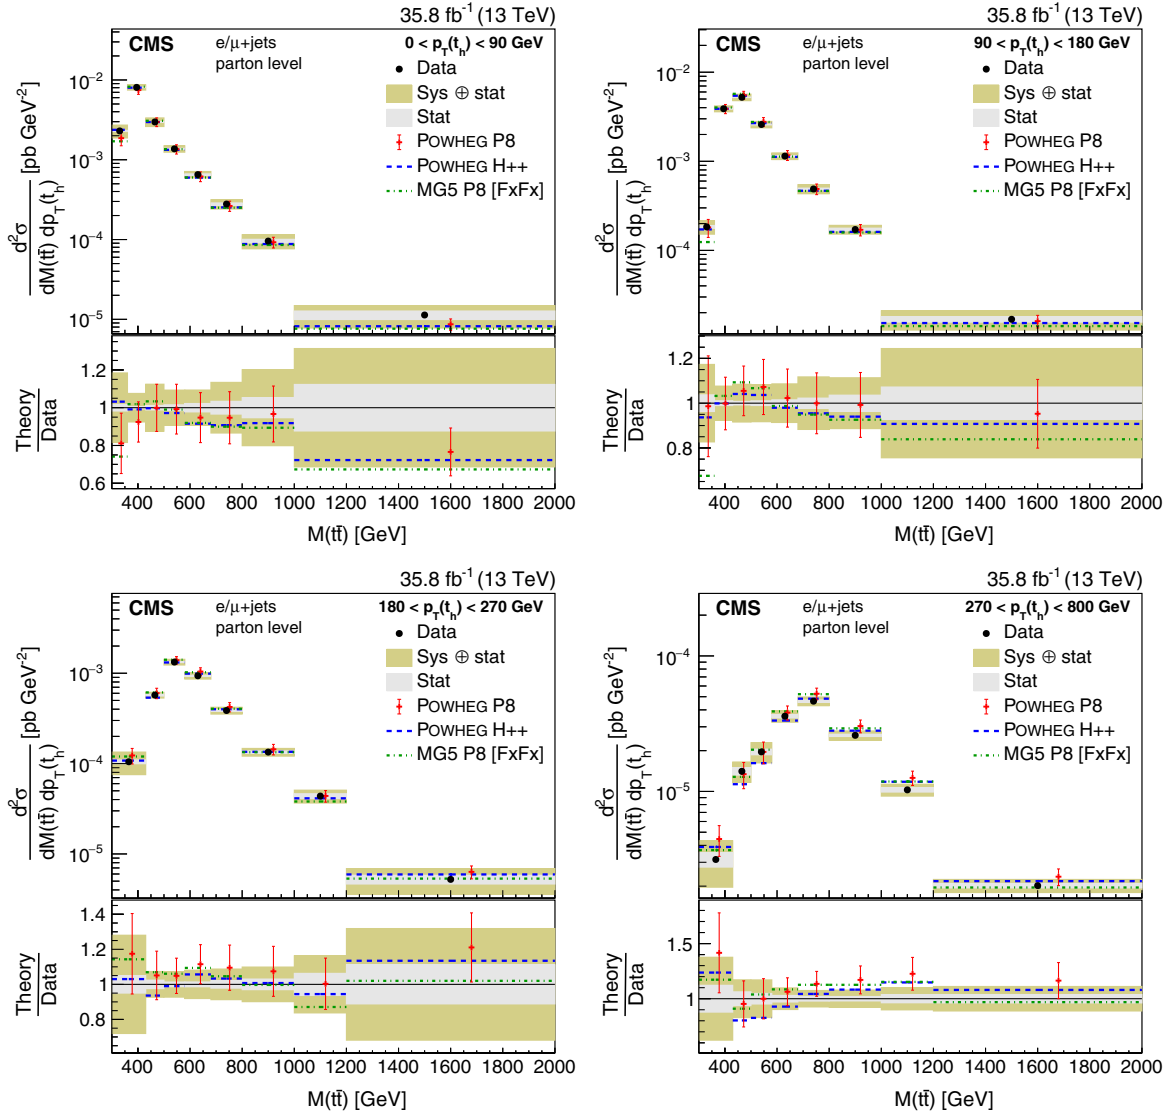 35.8 fb⁻¹ (13 TeV)
CMS
e/μ+jets
parton level
0 < p_T(t_h) < 90 GeV
Data
Sys ⊕ stat
Stat
POWHEG P8
POWHEG H++
MG5 P8 [FxFx]
d²σ / dM(tt̄) dp_T(t_h) [pb GeV⁻²]
10⁻²
10⁻³
10⁻⁴
10⁻⁵
Theory / Data
1.2
1
0.8
0.6
400 600 800 1000 1200 1400 1600 1800 2000
M(tt̄) [GeV]
35.8 fb⁻¹ (13 TeV)
CMS
e/μ+jets
parton level
90 < p_T(t_h) < 180 GeV
Data
Sys ⊕ stat
Stat
POWHEG P8
POWHEG H++
MG5 P8 [FxFx]
d²σ / dM(tt̄) dp_T(t_h) [pb GeV⁻²]
10⁻²
10⁻³
10⁻⁴
Theory / Data
1.2
1
0.8
400 600 800 1000 1200 1400 1600 1800 2000
M(tt̄) [GeV]
35.8 fb⁻¹ (13 TeV)
CMS
e/μ+jets
parton level
180 < p_T(t_h) < 270 GeV
Data
Sys ⊕ stat
Stat
POWHEG P8
POWHEG H++
MG5 P8 [FxFx]
d²σ / dM(tt̄) dp_T(t_h) [pb GeV⁻²]
10⁻³
10⁻⁴
10⁻⁵
Theory / Data
1.4
1.2
1
0.8
400 600 800 1000 1200 1400 1600 1800 2000
M(tt̄) [GeV]
35.8 fb⁻¹ (13 TeV)
CMS
e/μ+jets
parton level
270 < p_T(t_h) < 800 GeV
Data
Sys ⊕ stat
Stat
POWHEG P8
POWHEG H++
MG5 P8 [FxFx]
d²σ / dM(tt̄) dp_T(t_h) [pb GeV⁻²]
10⁻⁴
10⁻⁵
Theory / Data
1.5
1
400 600 800 1000 1200 1400 1600 1800 2000
M(tt̄) [GeV]